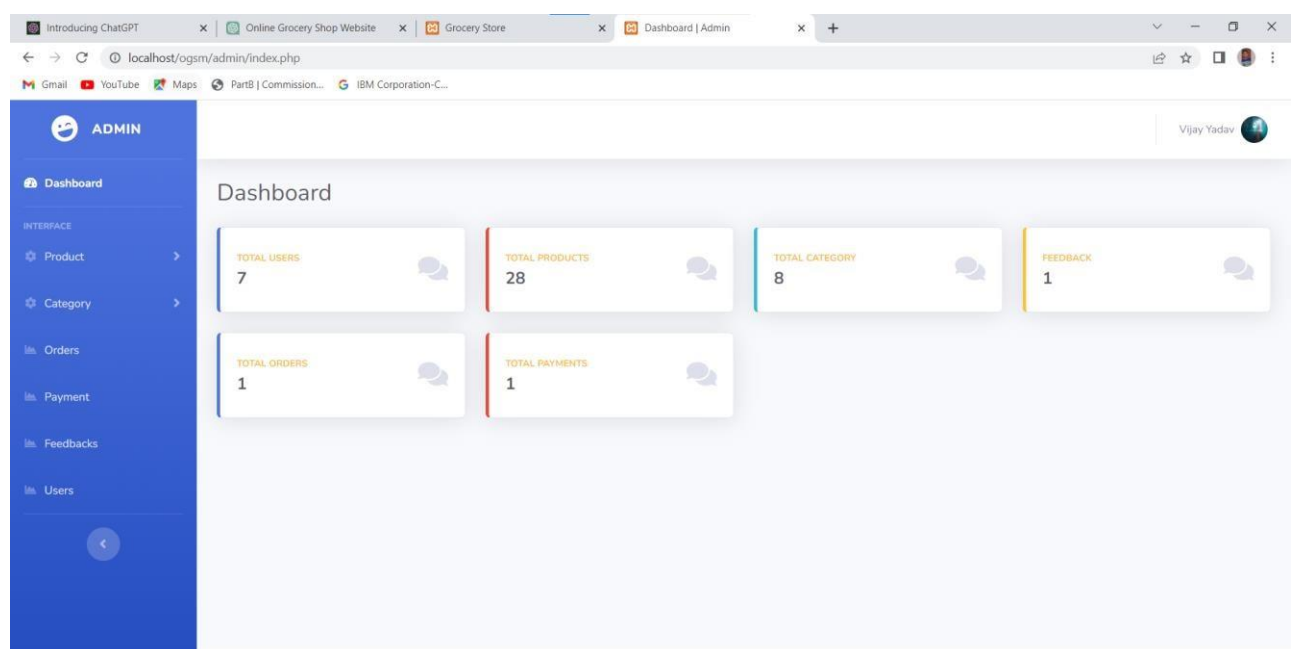 Introducing ChatGPT
Online Grocery Shop Website
Grocery Store
Dashboard | Admin
localhost/ogsm/admin/index.php
Gmail
YouTube
Maps
PartB | Commission...
IBM Corporation-C...
ADMIN
Vijay Yadav
Dashboard
INTERFACE
Product
Category
Orders
Payment
Feedbacks
Users
Dashboard
TOTAL USERS
7
TOTAL PRODUCTS
28
TOTAL CATEGORY
8
FEEDBACK
1
TOTAL ORDERS
1
TOTAL PAYMENTS
1